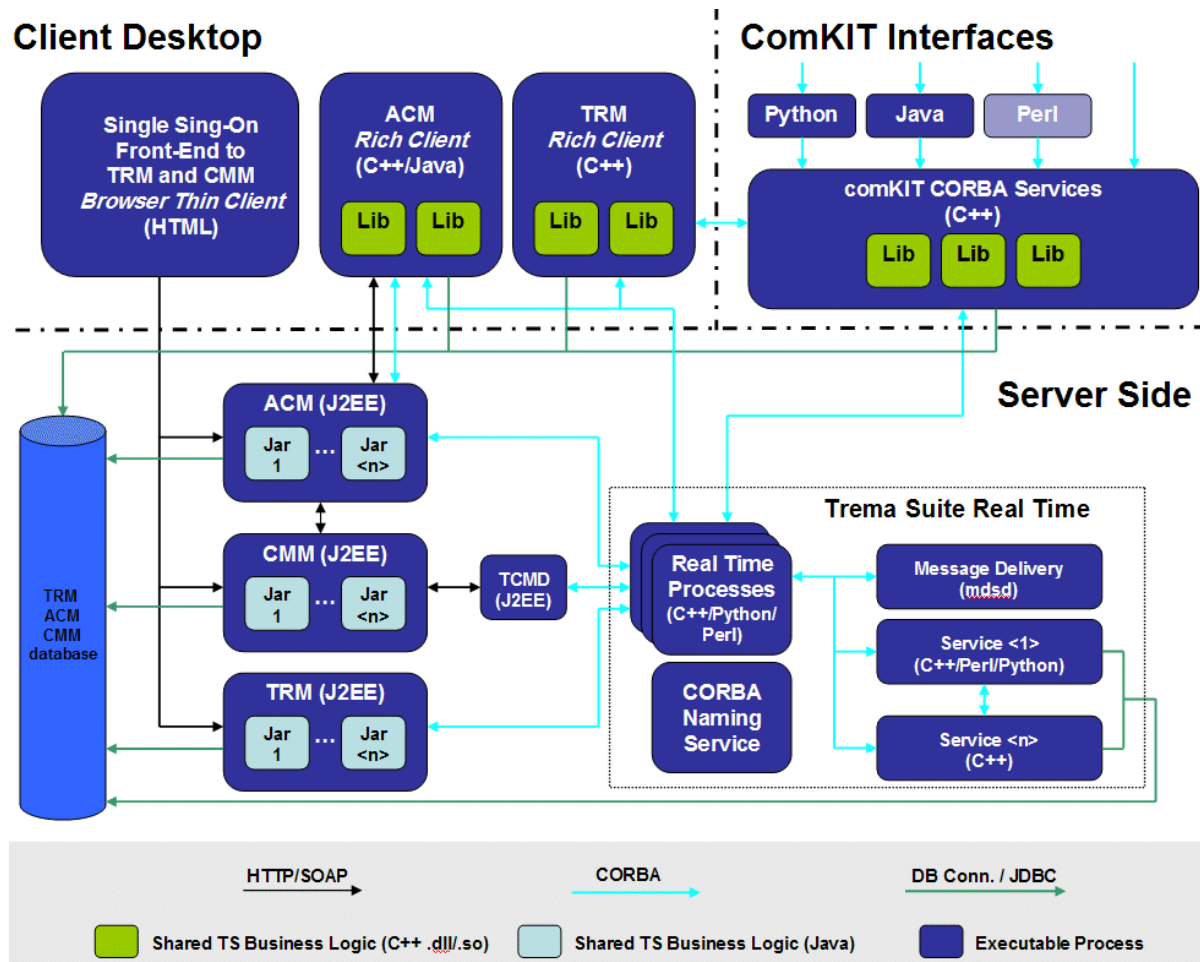 Client Desktop
ComKIT Interfaces
Single Sing-On
Front-End to
TRM and CMM
Browser Thin Client
(HTML)
ACM
Rich Client
(C++/Java)
Lib
Lib
TRM
Rich Client
(C++)
Lib
Lib
Python
Java
Perl
comKIT CORBA Services
(C++)
Lib
Lib
Lib
Server Side
TRM
ACM
CMM
database
ACM (J2EE)
Jar
1
...
Jar
<n>
CMM (J2EE)
Jar
1
...
Jar
<n>
TRM (J2EE)
Jar
1
...
Jar
<n>
TCMD
(J2EE)
Trema Suite Real Time
Real Time
Processes
(C++/Python/
Perl)
CORBA
Naming
Service
Message Delivery
(mdsd)
Service <1>
(C++/Perl/Python)
Service <n>
(C++)
HTTP/SOAP
CORBA
DB Conn. / JDBC
Shared TS Business Logic (C++ .dll/.so)
Shared TS Business Logic (Java)
Executable Process